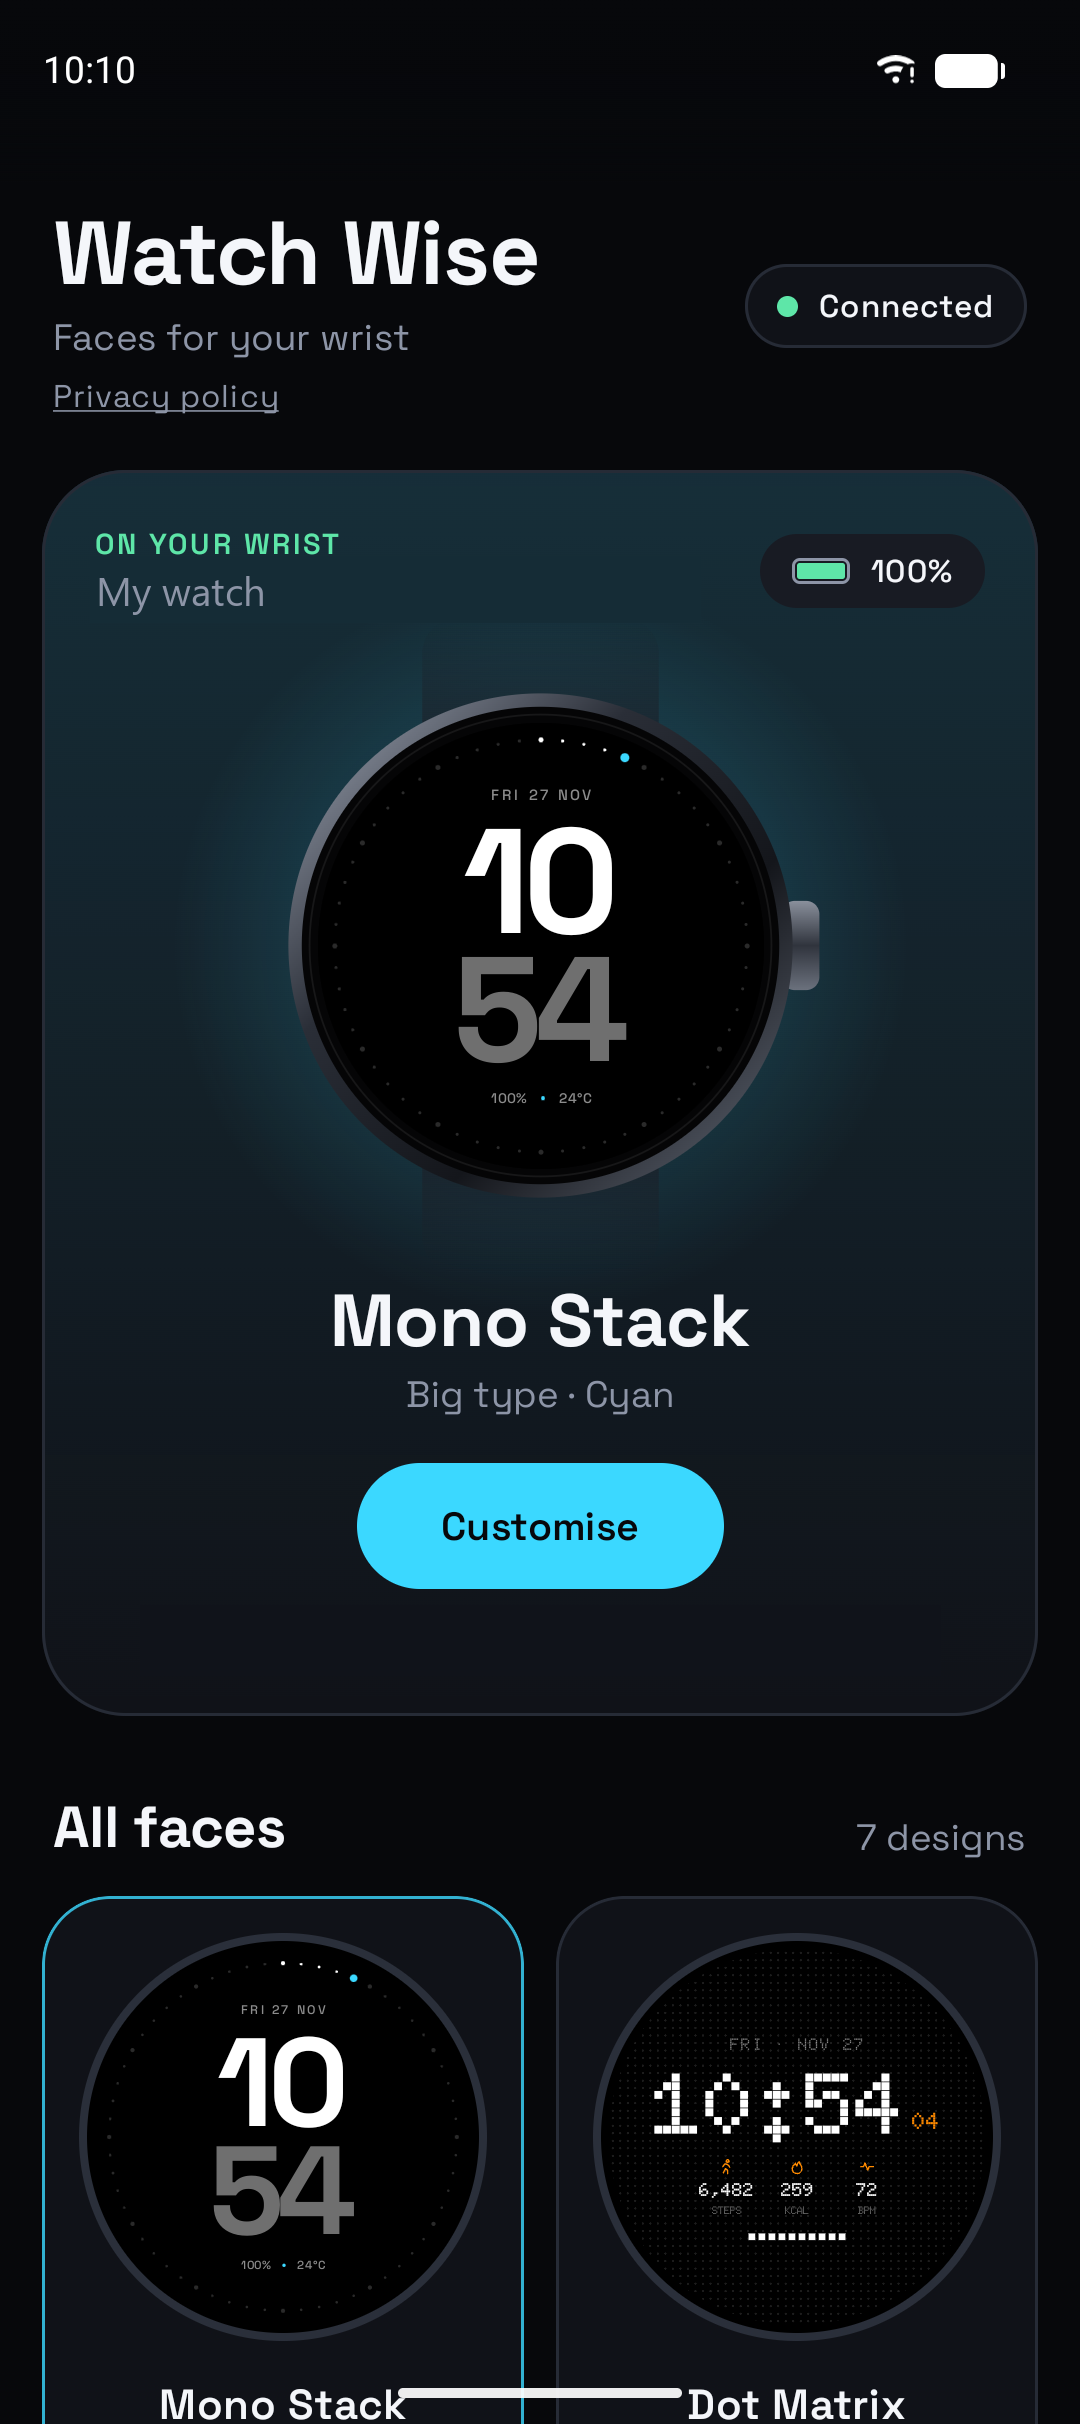 10:10
Watch Wise
Faces for your wrist
Privacy policy
Connected
ON YOUR WRIST
My watch
100%
FRI 27 NOV
10
54
100% • 24°C
Mono Stack
Big type · Cyan
Customise
All faces
7 designs
FRI 27 NOV
10
54
100% • 24°C
Mono Stack
FRI · NOV 27
10:54 04
6,482 259 72
STEPS KCAL BPM
Dot Matrix